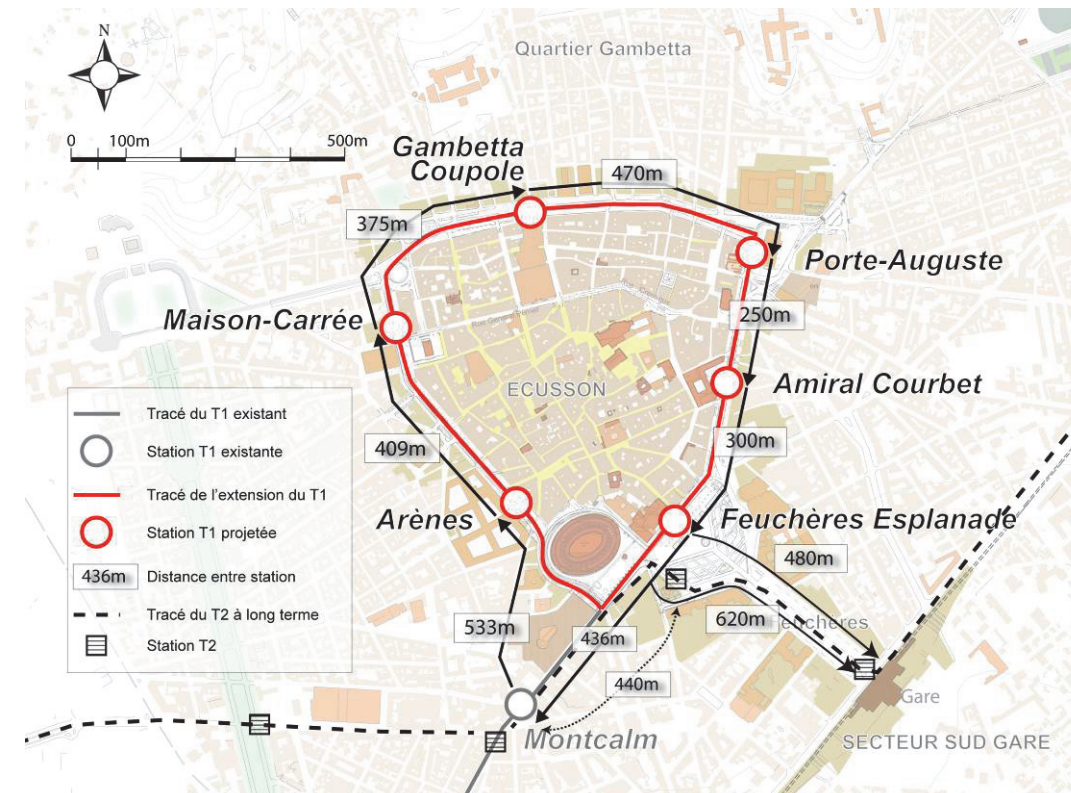 N
Quartier Gambetta
0 100m 500m
Gambetta
Coupole
470m
375m
Porte-Auguste
250m
Maison-Carrée
ECUSSON
Amiral Courbet
Tracé du T1 existant
Station T1 existante
Tracé de l'extension du T1
Station T1 projetée
436m Distance entre station
Tracé du T2 à long terme
Station T2
409m
300m
Arènes
Feuchères Esplanade
480m
533m
436m
620m
440m
Gare
Montcalm
SECTEUR SUD GARE